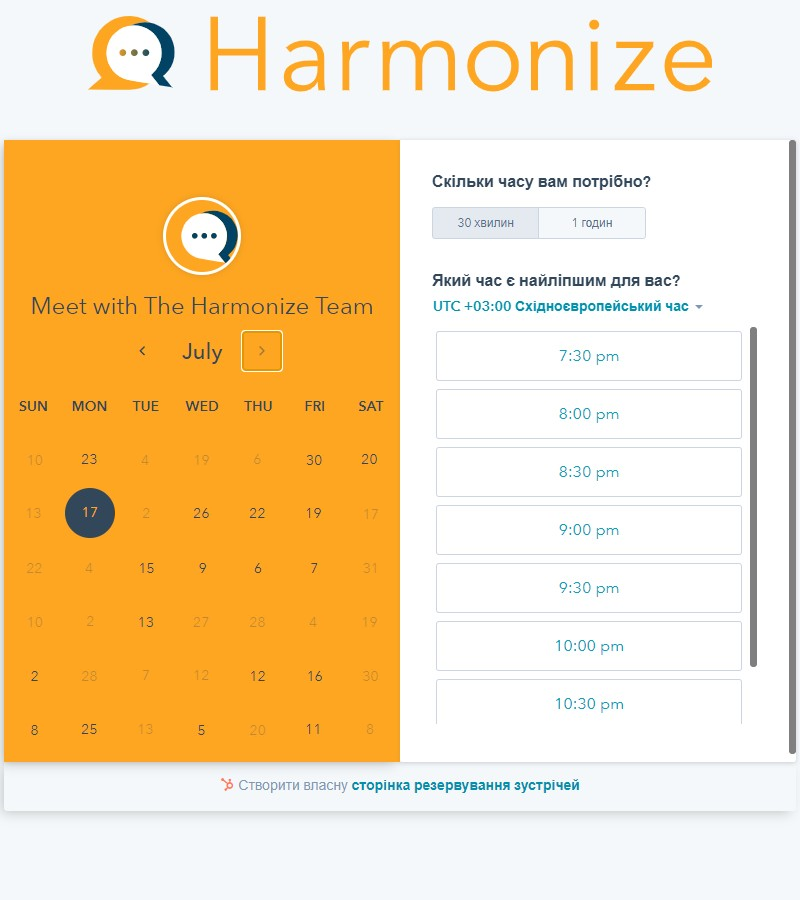 Harmonize
Meet with The Harmonize Team
July
SUN MON TUE WED THU FRI SAT
10 23 4 19 6 30 20
13 17 2 26 22 19 17
22 4 15 9 6 7 31
10 2 13 27 28 4 19
2 28 7 12 12 16 30
8 25 13 5 20 11 8
Скільки часу вам потрібно?
30 хвилин 1 годин
Який час є найліпшим для вас?
UTC +03:00 Східноєвропейський час
7:30 pm
8:00 pm
8:30 pm
9:00 pm
9:30 pm
10:00 pm
10:30 pm
Створити власну сторінка резервування зустрічей